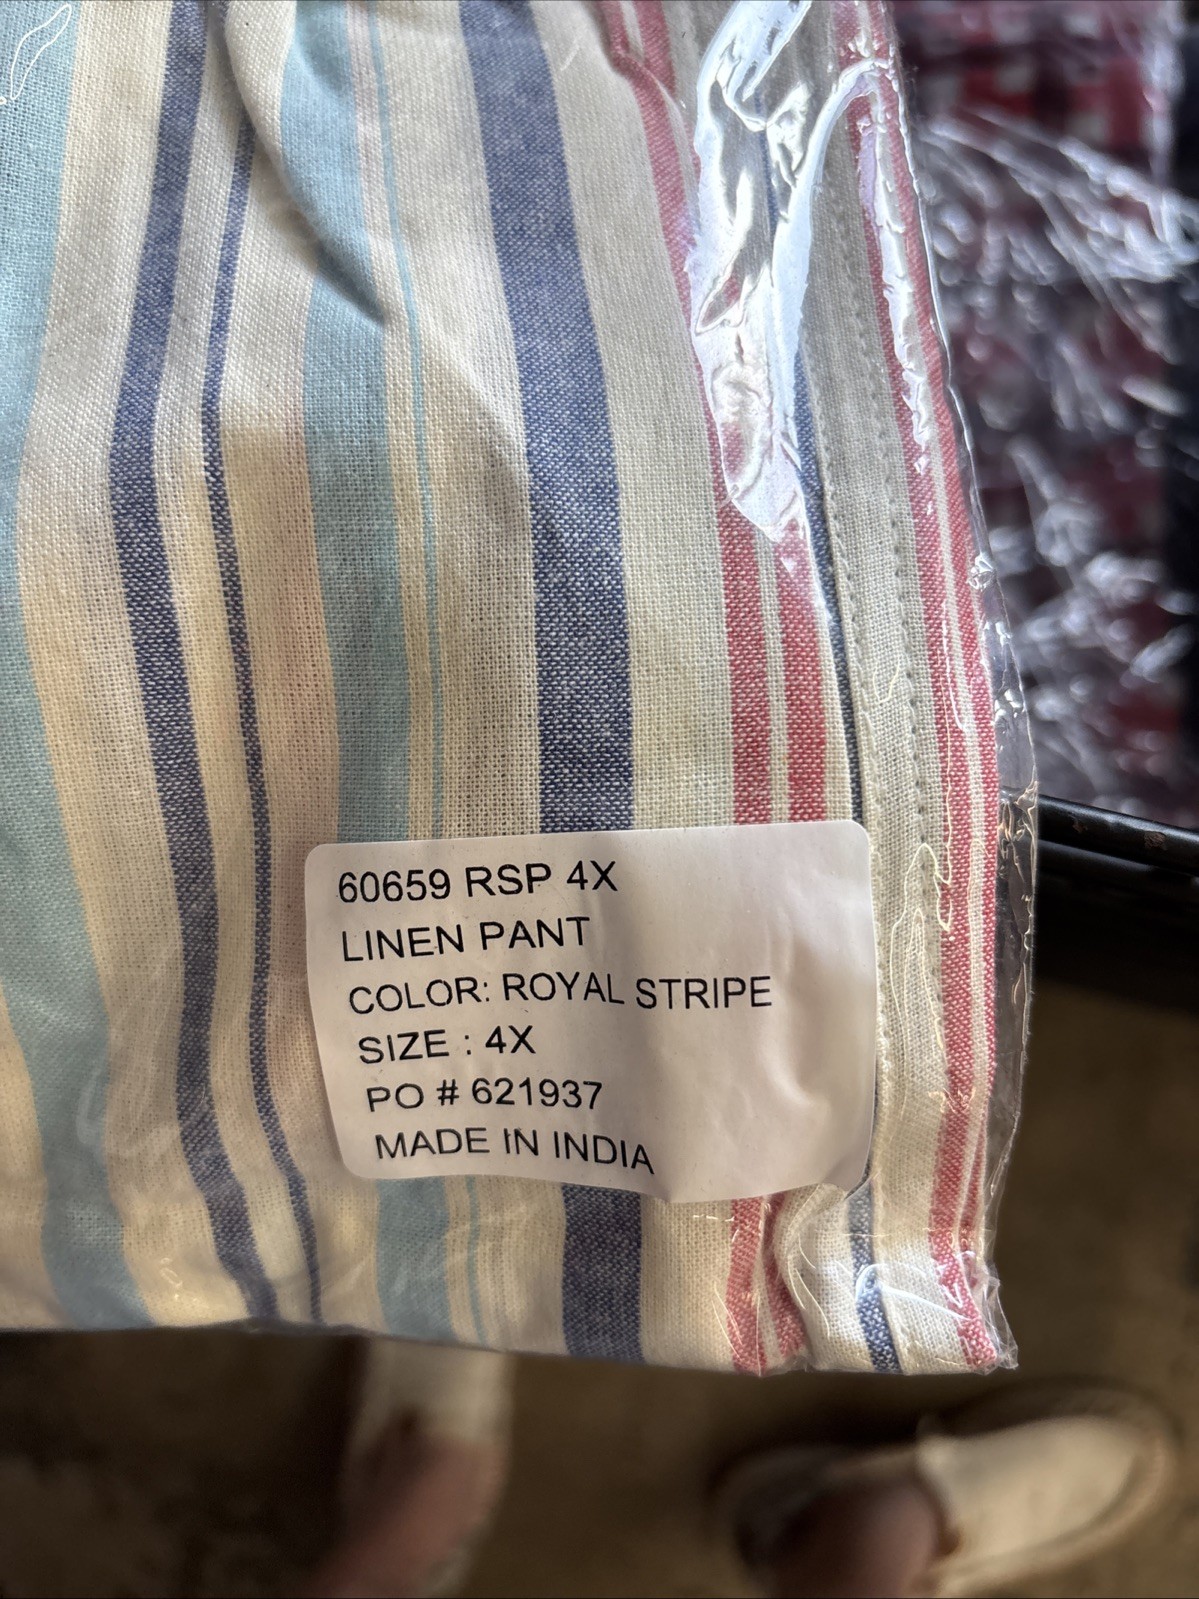 60659 RSP 4X
LINEN PANT
COLOR: ROYAL STRIPE
SIZE : 4X
PO # 621937
MADE IN INDIA